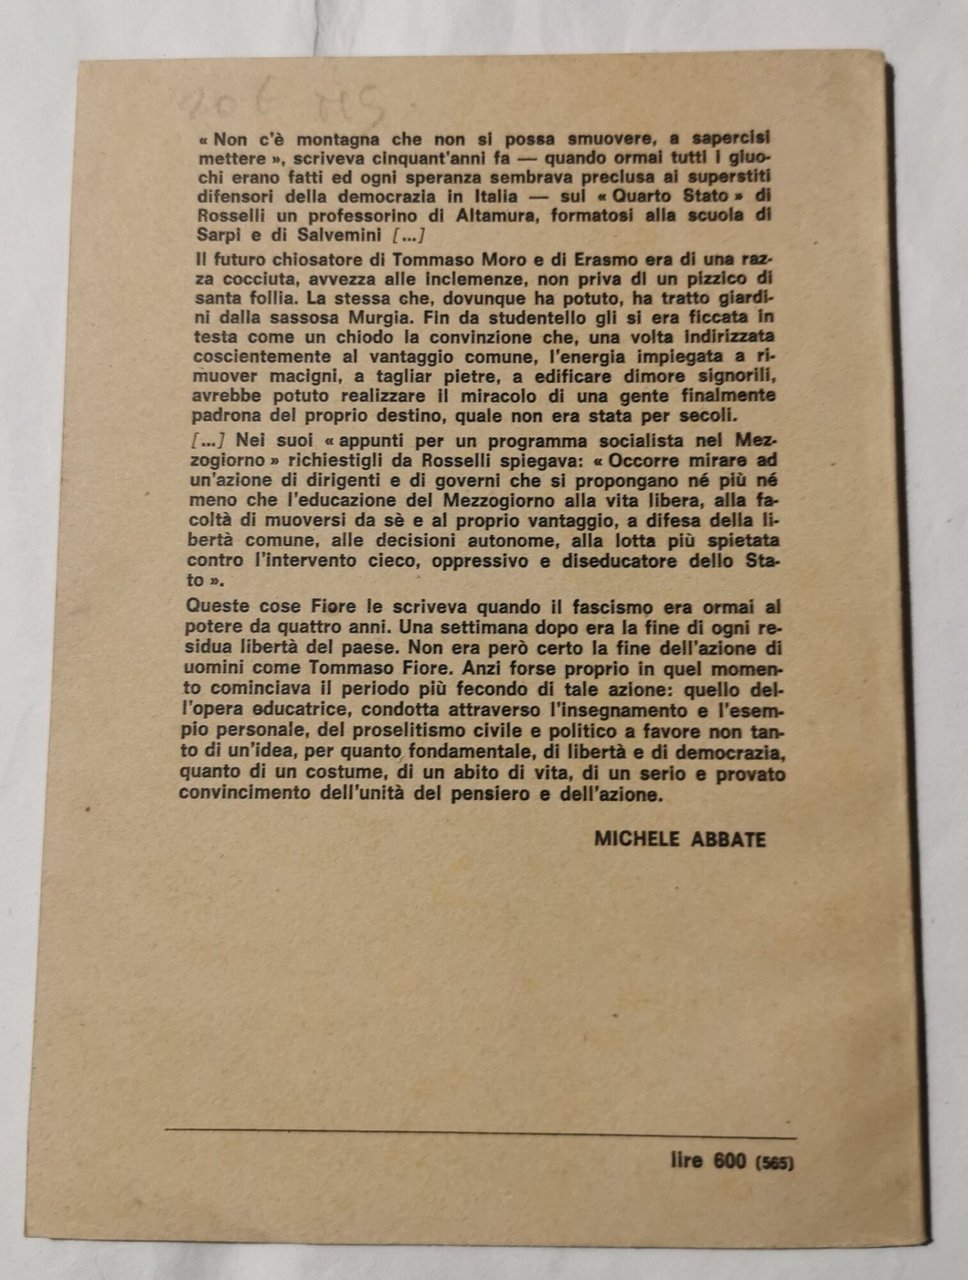 « Non c'è montagna che non si possa smuovere, a sapercisi
mettere », scriveva cinquant'anni fa — quando ormai tutti i giuo-
chi erano fatti ed ogni speranza sembrava preclusa ai superstiti
difensori della democrazia in Italia — sul « Quarto Stato » di
Rosselli un professorino di Altamura, formatosi alla scuola di
Sarpi e di Salvemini [...]
Il futuro chiosatore di Tommaso Moro e di Erasmo era di una raz-
za cocciuta, avvezza alle inclemenze, non priva di un pizzico di
santa follia. La stessa che, dovunque ha potuto, ha tratto giardi-
ni dalla sassosa Murgia. Fin da studentello gli si era ficcata in
testa come un chiodo la convinzione che, una volta indirizzata
coscientemente al vantaggio comune, l'energia impiegata a ri-
muover macigni, a tagliar pietre, a edificare dimore signorili,
avrebbe potuto realizzare il miracolo di una gente finalmente
padrona del proprio destino, quale non era stata per secoli.
[...] Nei suoi « appunti per un programma socialista nel Mez-
zogiorno » richiestigli da Rosselli spiegava: « Occorre mirare ad
un'azione di dirigenti e di governi che si propongano né più né
meno che l'educazione del Mezzogiorno alla vita libera, alla fa-
coltà di muoversi da sè e al proprio vantaggio, a difesa della li-
bertà comune, alle decisioni autonome, alla lotta più spietata
contro l'intervento cieco, oppressivo e diseducatore dello Sta-
to ».
Queste cose Fiore le scriveva quando il fascismo era ormai al
potere da quattro anni. Una settimana dopo era la fine di ogni re-
sidua libertà del paese. Non era però certo la fine dell'azione di
uomini come Tommaso Fiore. Anzi forse proprio in quel momen-
to cominciava il periodo più fecondo di tale azione: quello del-
l'opera educatrice, condotta attraverso l'insegnamento e l'esem-
pio personale, del proselitismo civile e politico a favore non tan-
to di un'idea, per quanto fondamentale, di libertà e di democrazia,
quanto di un costume, di un abito di vita, di un serio e provato
convincimento dell'unità del pensiero e dell'azione.
MICHELE ABBATE
lire 600 (565)